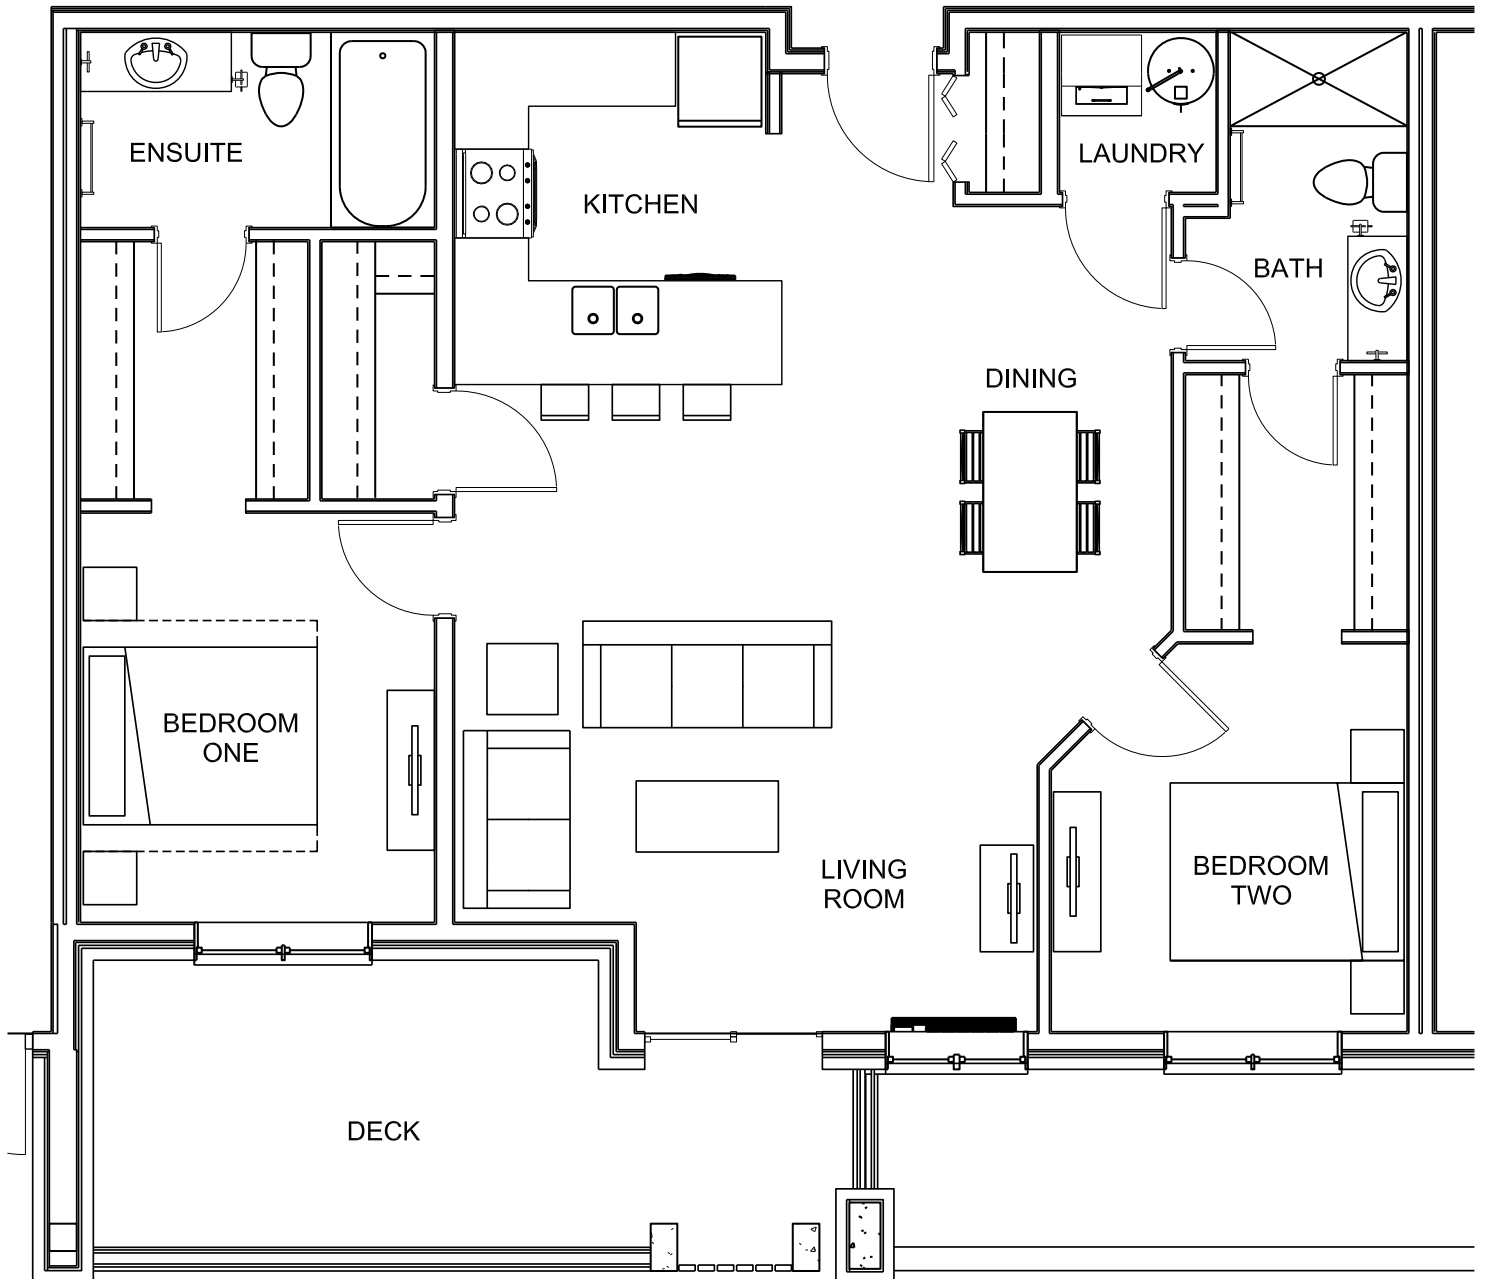 ENSUITE
LAUNDRY
KITCHEN
BATH
DINING
BEDROOM
ONE
LIVING
ROOM
BEDROOM
TWO
DECK